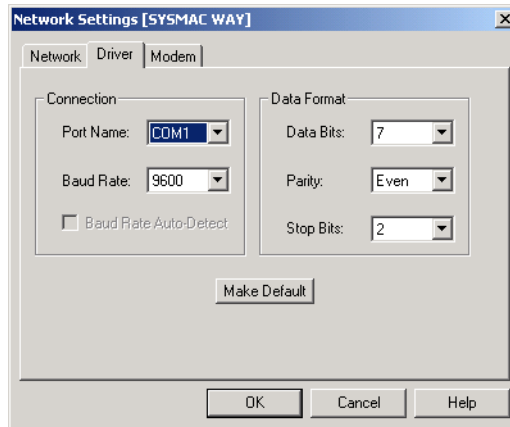 Network Settings [SYSMAC WAY]
Network Driver Modem
Connection
Port Name: COM1
Baud Rate: 9600
Baud Rate Auto-Detect
Data Format
Data Bits: 7
Parity: Even
Stop Bits: 2
Make Default
OK Cancel Help